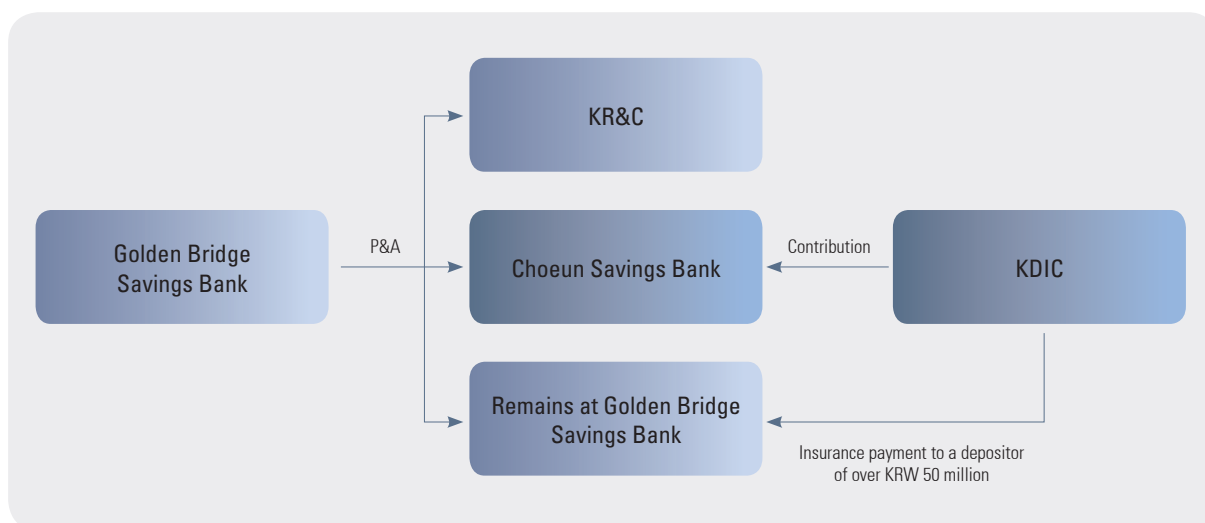 KR&C
Golden Bridge
Savings Bank
P&A
Choeun Savings Bank
Contribution
KDIC
Remains at Golden Bridge
Savings Bank
Insurance payment to a depositor
of over KRW 50 million